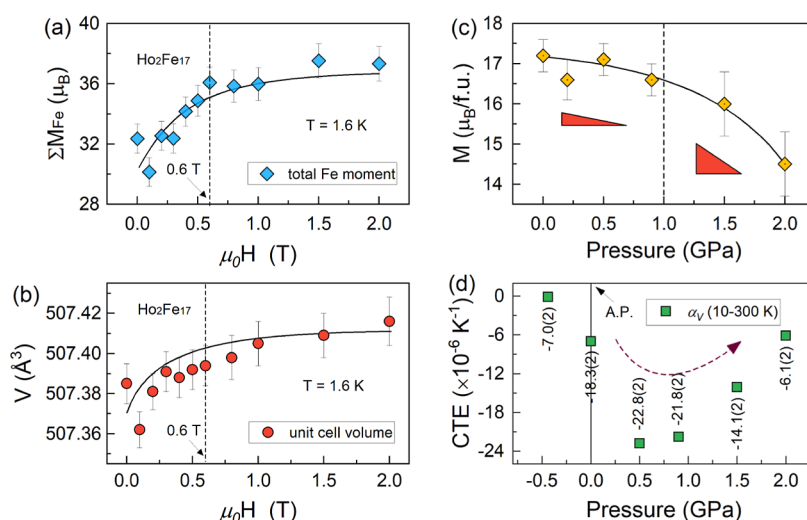 (a)
40
36
32
28
ΣMFe (μB)
Ho2Fe17
T = 1.6 K
0.6 T
total Fe moment
0.0 0.5 1.0 1.5 2.0
μ0H (T)
(b)
507.42
507.40
507.38
507.36
V (Å³)
Ho2Fe17
T = 1.6 K
0.6 T
unit cell volume
0.0 0.5 1.0 1.5 2.0
μ0H (T)
(c)
18
17
16
15
14
M (μB/f.u.)
0.0 0.5 1.0 1.5 2.0
Pressure (GPa)
(d)
0
-6
-12
-18
-24
CTE (×10⁻⁶ K⁻¹)
A.P.
αV (10-300 K)
-7.0(2)
-18.3(2)
-22.8(2)
-21.8(2)
-14.1(2)
-6.1(2)
-0.5 0.0 0.5 1.0 1.5 2.0
Pressure (GPa)